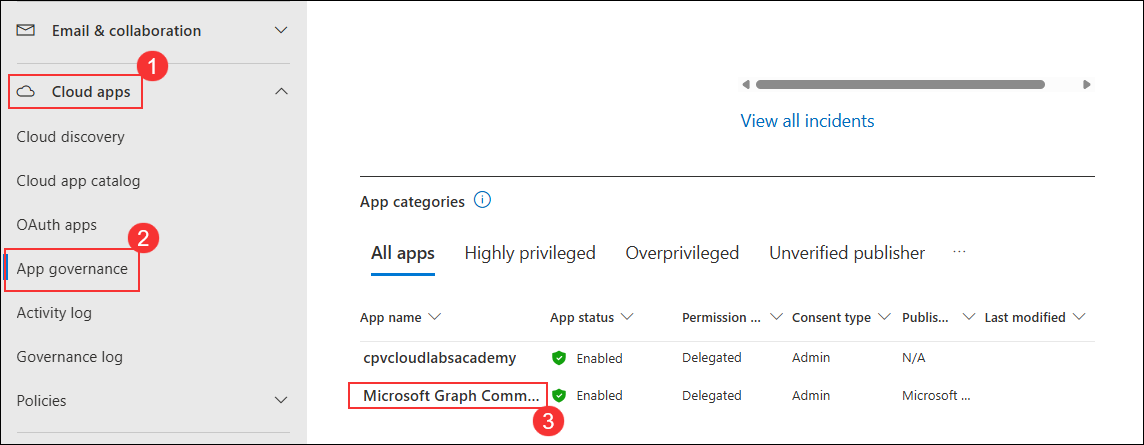 Email & collaboration
1
Cloud apps
Cloud discovery
Cloud app catalog
OAuth apps
2
App governance
Activity log
Governance log
Policies
View all incidents
App categories
All apps Highly privileged Overprivileged Unverified publisher ...
App name App status Permission ... Consent type Publis... Last modified
cpvcloudlabsacademy Enabled Delegated Admin N/A
Microsoft Graph Comm... Enabled Delegated Admin Microsoft ...
3